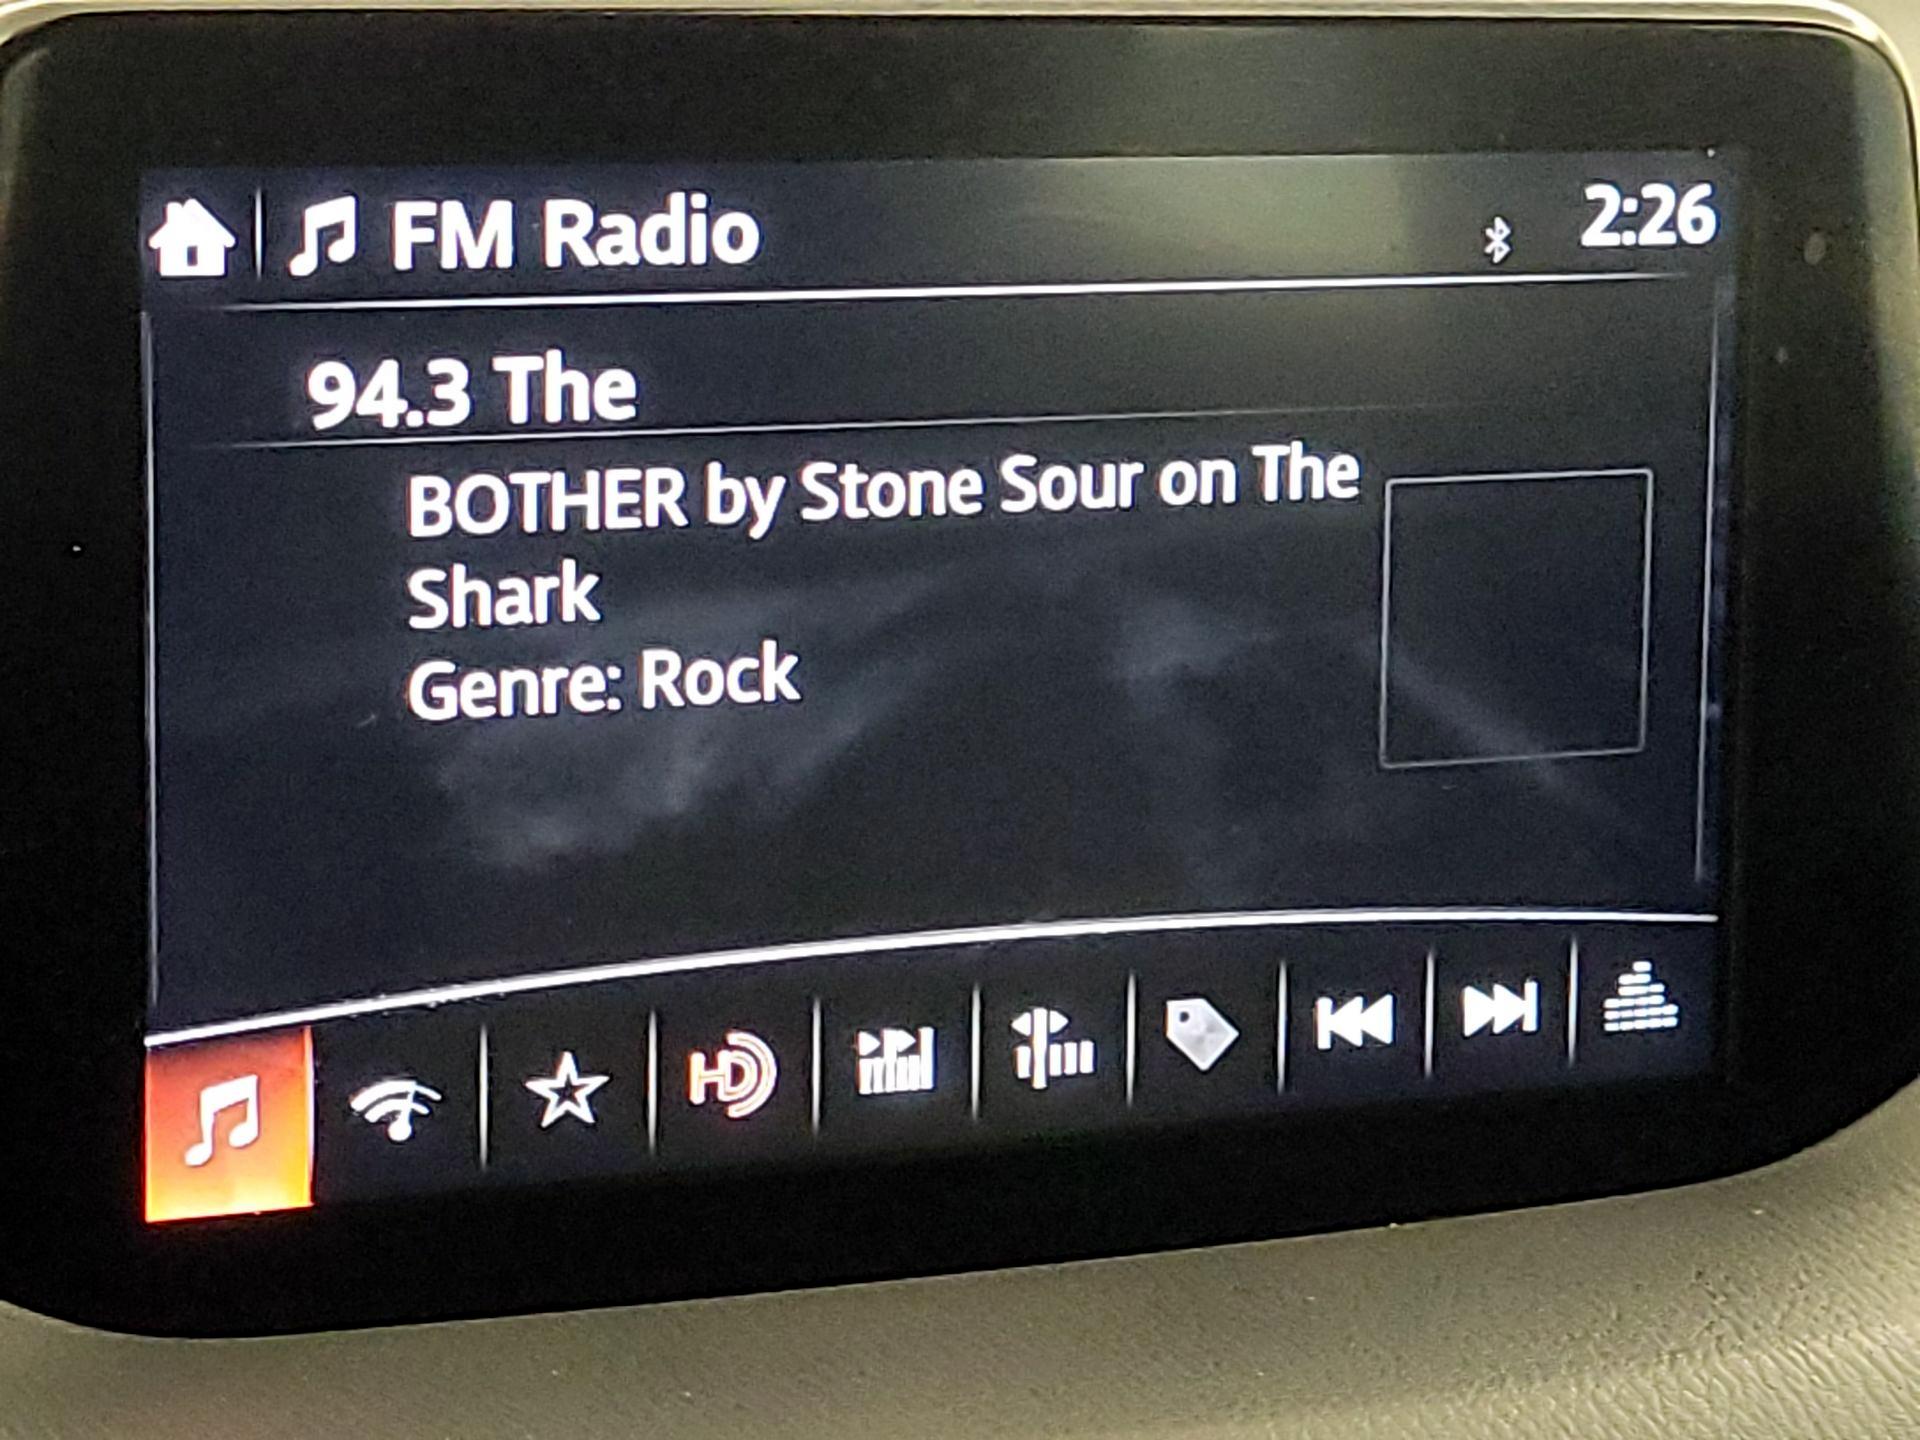 FM Radio
2:26
94.3 The
BOTHER by Stone Sour on The
Shark
Genre: Rock
HD